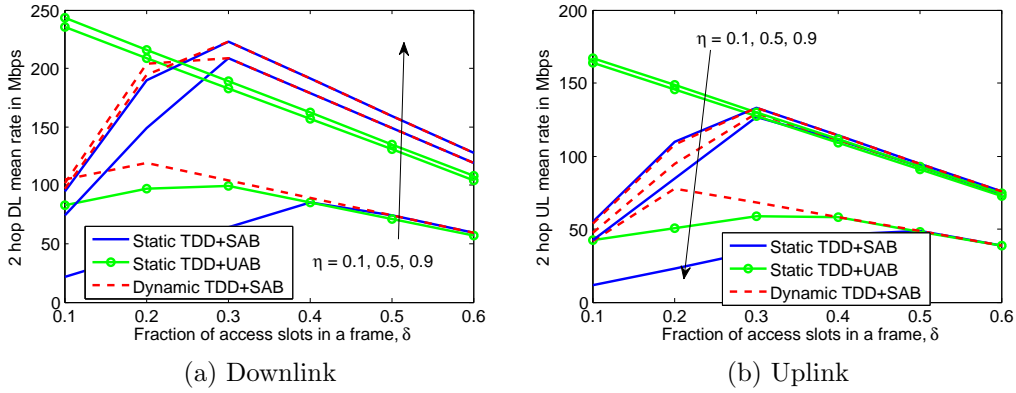 2 hop DL mean rate in Mbps
250
200
150
100
50
0
0.1
0.2
0.3
0.4
0.5
0.6
η = 0.1, 0.5, 0.9
Static TDD+SAB
Static TDD+UAB
Dynamic TDD+SAB
Fraction of access slots in a frame, δ
(a) Downlink
2 hop UL mean rate in Mbps
200
150
100
50
0
0.1
0.2
0.3
0.4
0.5
0.6
η = 0.1, 0.5, 0.9
Static TDD+SAB
Static TDD+UAB
Dynamic TDD+SAB
Fraction of access slots in a frame, δ
(b) Uplink